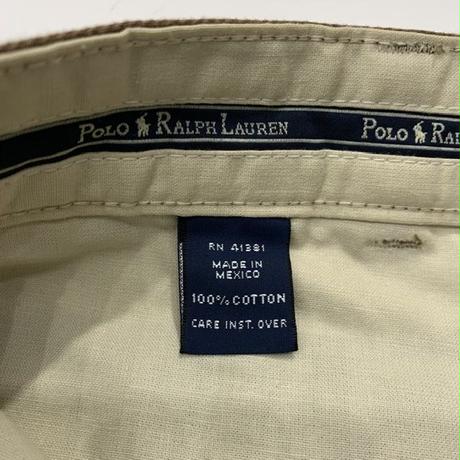 POLO RALPH LAUREN POLO RAL
RN 41381
MADE IN
MEXICO
100% COTTON
CARE INST. OVER